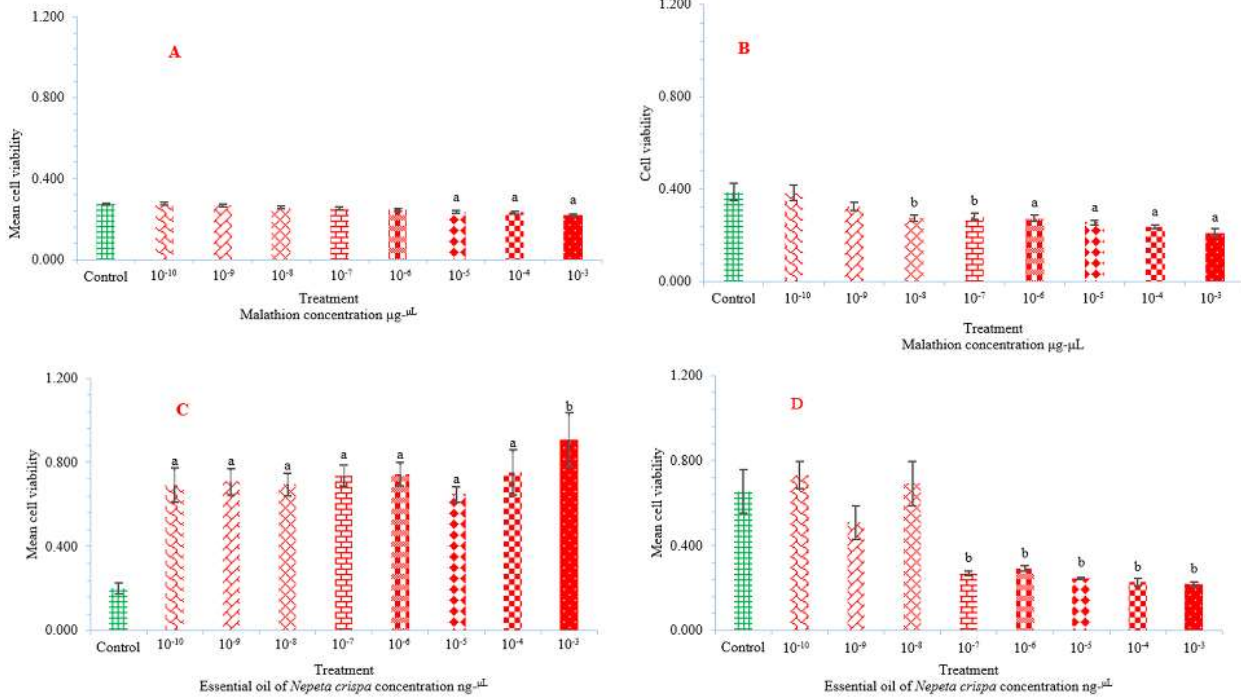 1.200
A
0.800
0.400
0.000
Mean cell viability
a a a
Control 10⁻¹⁰ 10⁻⁹ 10⁻⁸ 10⁻⁷ 10⁻⁶ 10⁻⁵ 10⁻⁴ 10⁻³
Treatment
Malathion concentration µg-µL
1.200
B
0.800
0.400
0.000
Cell viability
b b a a a a
Control 10⁻¹⁰ 10⁻⁹ 10⁻⁸ 10⁻⁷ 10⁻⁶ 10⁻⁵ 10⁻⁴ 10⁻³
Treatment
Malathion concentration µg-µL
1.200
C
0.800
0.400
0.000
Mean cell viability
a a a a a a a b
Control 10⁻¹⁰ 10⁻⁹ 10⁻⁸ 10⁻⁷ 10⁻⁶ 10⁻⁵ 10⁻⁴ 10⁻³
Treatment
Essential oil of Nepeta crispa concentration ng-µL
1.200
D
0.800
0.400
0.000
Mean cell viability
b b b b b
Control 10⁻¹⁰ 10⁻⁹ 10⁻⁸ 10⁻⁷ 10⁻⁶ 10⁻⁵ 10⁻⁴ 10⁻³
Treatment
Essential oil of Nepeta crispa concentration ng-µL